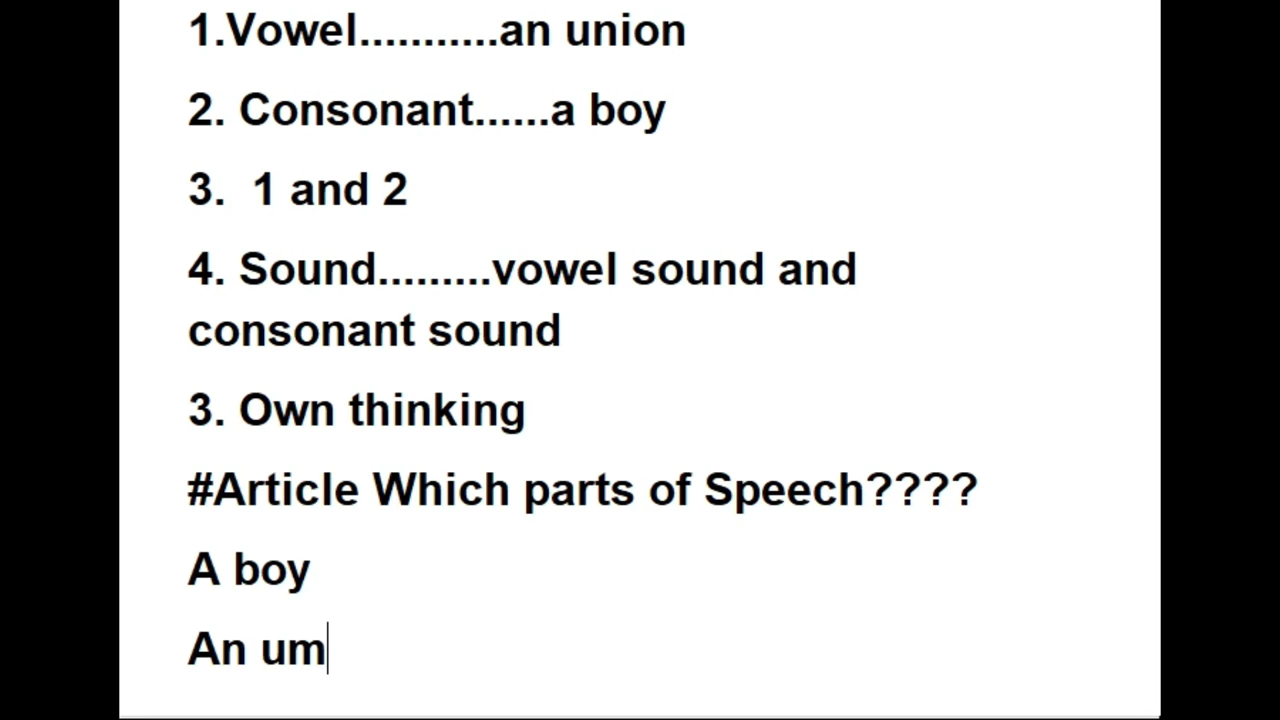 1.Vowel...........an union
2. Consonant......a boy
3.  1 and 2
4. Sound.........vowel sound and
consonant sound
3. Own thinking
#Article Which parts of Speech????
A boy
An um